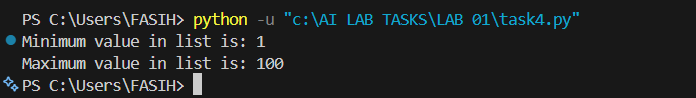 PS C:\Users\FASIH> python -u "c:\AI LAB TASKS\LAB 01\task4.py"
Minimum value in list is: 1
Maximum value in list is: 100
PS C:\Users\FASIH>